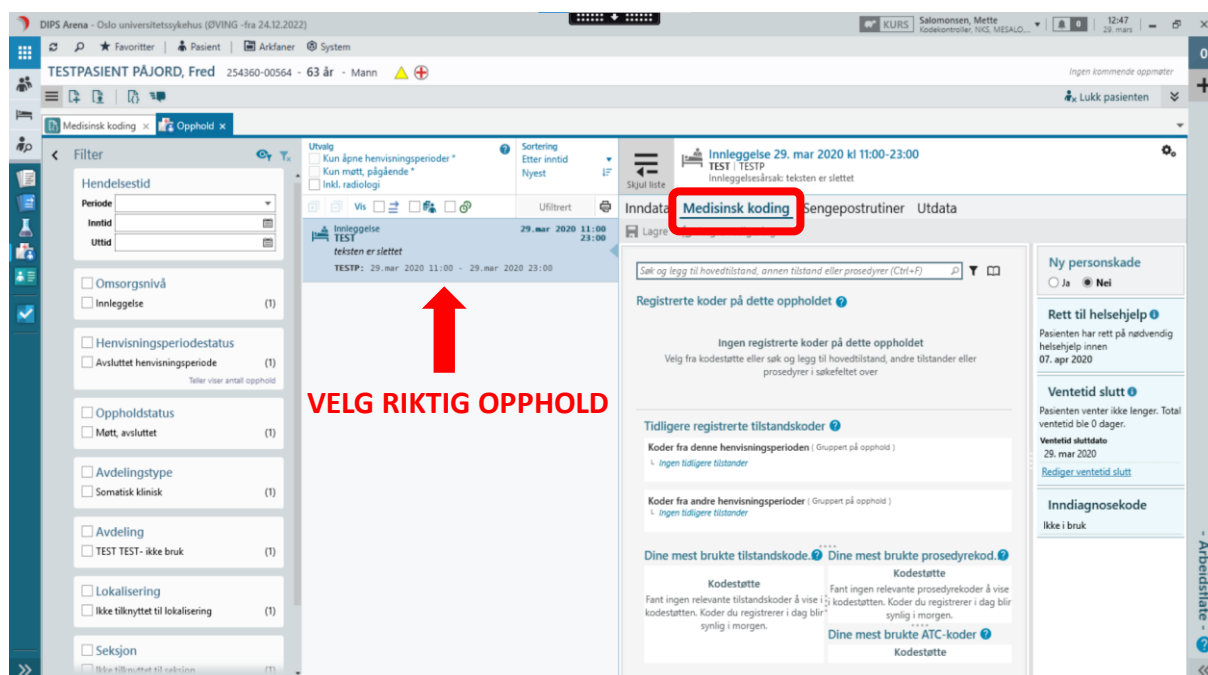 DIPS Arena - Oslo universitetssykehus (ØVING -fra 24.12.2022)
KURS
Salomonsen, Mette
Kodekontroller, NKS, MESALO,...
0
12:47
29. mars
Favoritter
Pasient
Arkfaner
System
0
TESTPASIENT PÅJORD, Fred 254360-00564 - 63 år - Mann
Ingen kommende oppmøter
Lukk pasienten
Medisinsk koding
Opphold
Filter
Hendelsestid
Periode
Inntid
Uttid
Omsorgsnivå
Innleggelse (1)
Henvisningsperiodestatus
Avsluttet henvisningsperiode (1)
Teller viser antall opphold
Oppholdstatus
Møtt, avsluttet (1)
Avdelingstype
Somatisk klinisk (1)
Avdeling
TEST TEST- ikke bruk (1)
Lokalisering
Ikke tilknyttet til lokalisering (1)
Seksjon
Ikke tilknyttet til seksjon (1)
Utvalg
Kun åpne henvisningsperioder *
Kun møtt, pågående *
Inkl. radiologi
Sortering
Etter inntid
Nyest
Vis
Ufiltrert
Innleggelse 29.mar 2020 11:00
TEST 23:00
teksten er slettet
TESTP: 29.mar 2020 11:00 - 29.mar 2020 23:00
VELG RIKTIG OPPHOLD
Skjul liste
Innleggelse 29. mar 2020 kl 11:00-23:00
TEST | TESTP
Innleggelsesårsak: teksten er slettet
Inndata
Medisinsk koding
Sengepostrutiner
Utdata
Lagre
Søk og legg til hovedtilstand, annen tilstand eller prosedyrer (Ctrl+F)
Registrerte koder på dette oppholdet
Ingen registrerte koder på dette oppholdet
Velg fra kodestøtte eller søk og legg til hovedtilstand, andre tilstander eller
prosedyrer i søkefeltet over
Tidligere registrerte tilstandskoder
Koder fra denne henvisningsperioden ( Gruppert på opphold )
Ingen tidligere tilstander
Koder fra andre henvisningsperioder ( Gruppert på opphold )
Ingen tidligere tilstander
Dine mest brukte tilstandskode.
Kodestøtte
Fant ingen relevante tilstandskoder å vise i
kodestøtten. Koder du registrerer i dag blir
synlig i morgen.
Dine mest brukte prosedyrekod.
Kodestøtte
Fant ingen relevante prosedyrekoder å vise
i kodestøtten. Koder du registrerer i dag blir
synlig i morgen.
Dine mest brukte ATC-koder
Kodestøtte
Ny personskade
Ja
Nei
Rett til helsehjelp
Pasienten har rett på nødvendig
helsehjelp innen
07. apr 2020
Ventetid slutt
Pasienten venter ikke lenger. Total
ventetid ble 0 dager.
Ventetid sluttdato
29. mar 2020
Rediger ventetid slutt
Inndiagnosekode
Ikke i bruk
- Arbeidsflate -